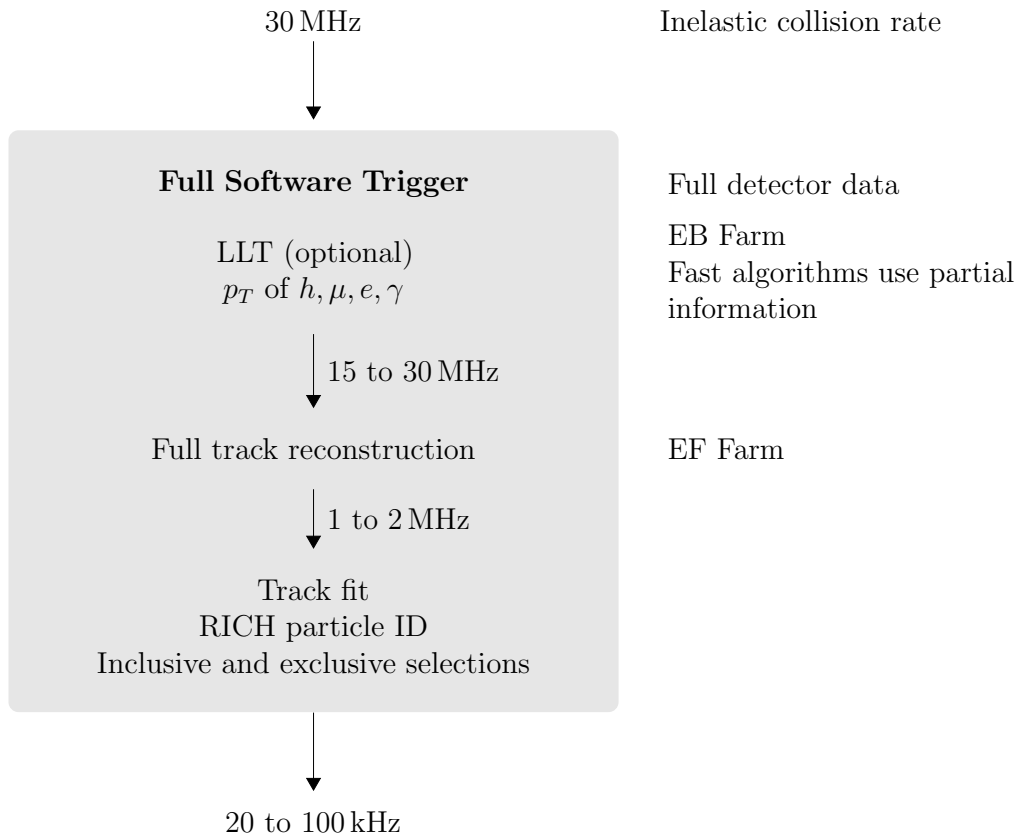 30 MHz
Inelastic collision rate
Full Software Trigger
Full detector data
LLT (optional)
p_T of h, μ, e, γ
EB Farm
Fast algorithms use partial
information
15 to 30 MHz
Full track reconstruction
EF Farm
1 to 2 MHz
Track fit
RICH particle ID
Inclusive and exclusive selections
20 to 100 kHz